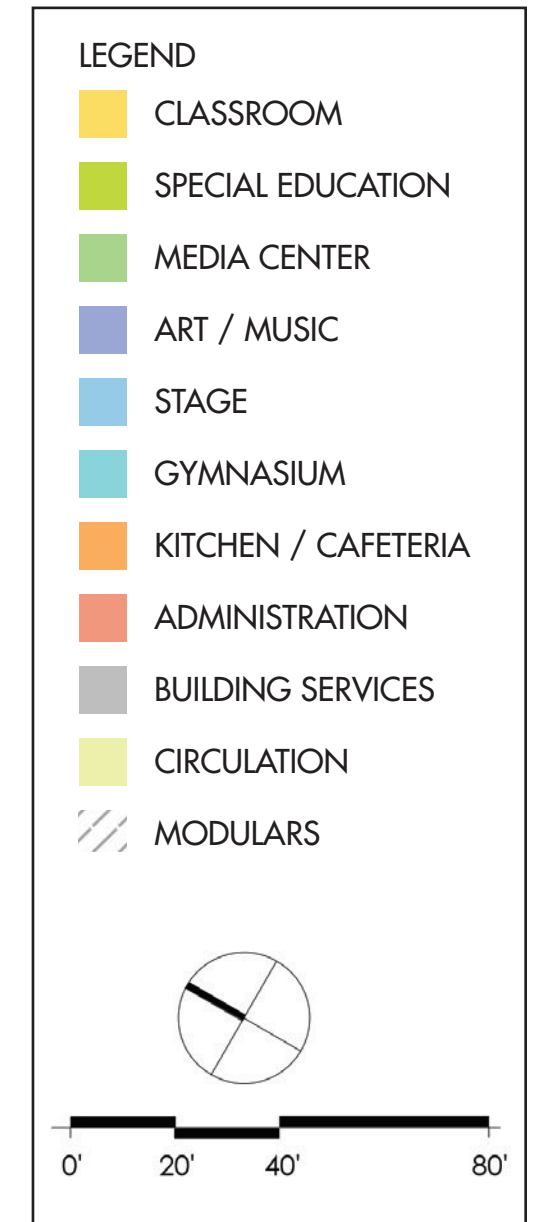 LEGEND
CLASSROOM
SPECIAL EDUCATION
MEDIA CENTER
ART / MUSIC
STAGE
GYMNASIUM
KITCHEN / CAFETERIA
ADMINISTRATION
BUILDING SERVICES
CIRCULATION
MODULARS
0' 20' 40' 80'